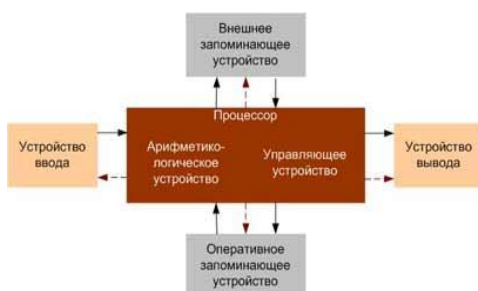 Внешнее
запоминающее
устройство
Процессор
Устройство
ввода
Арифметико-
логическое
устройство
Управляющее
устройство
Устройство
вывода
Оперативное
запоминающее
устройство